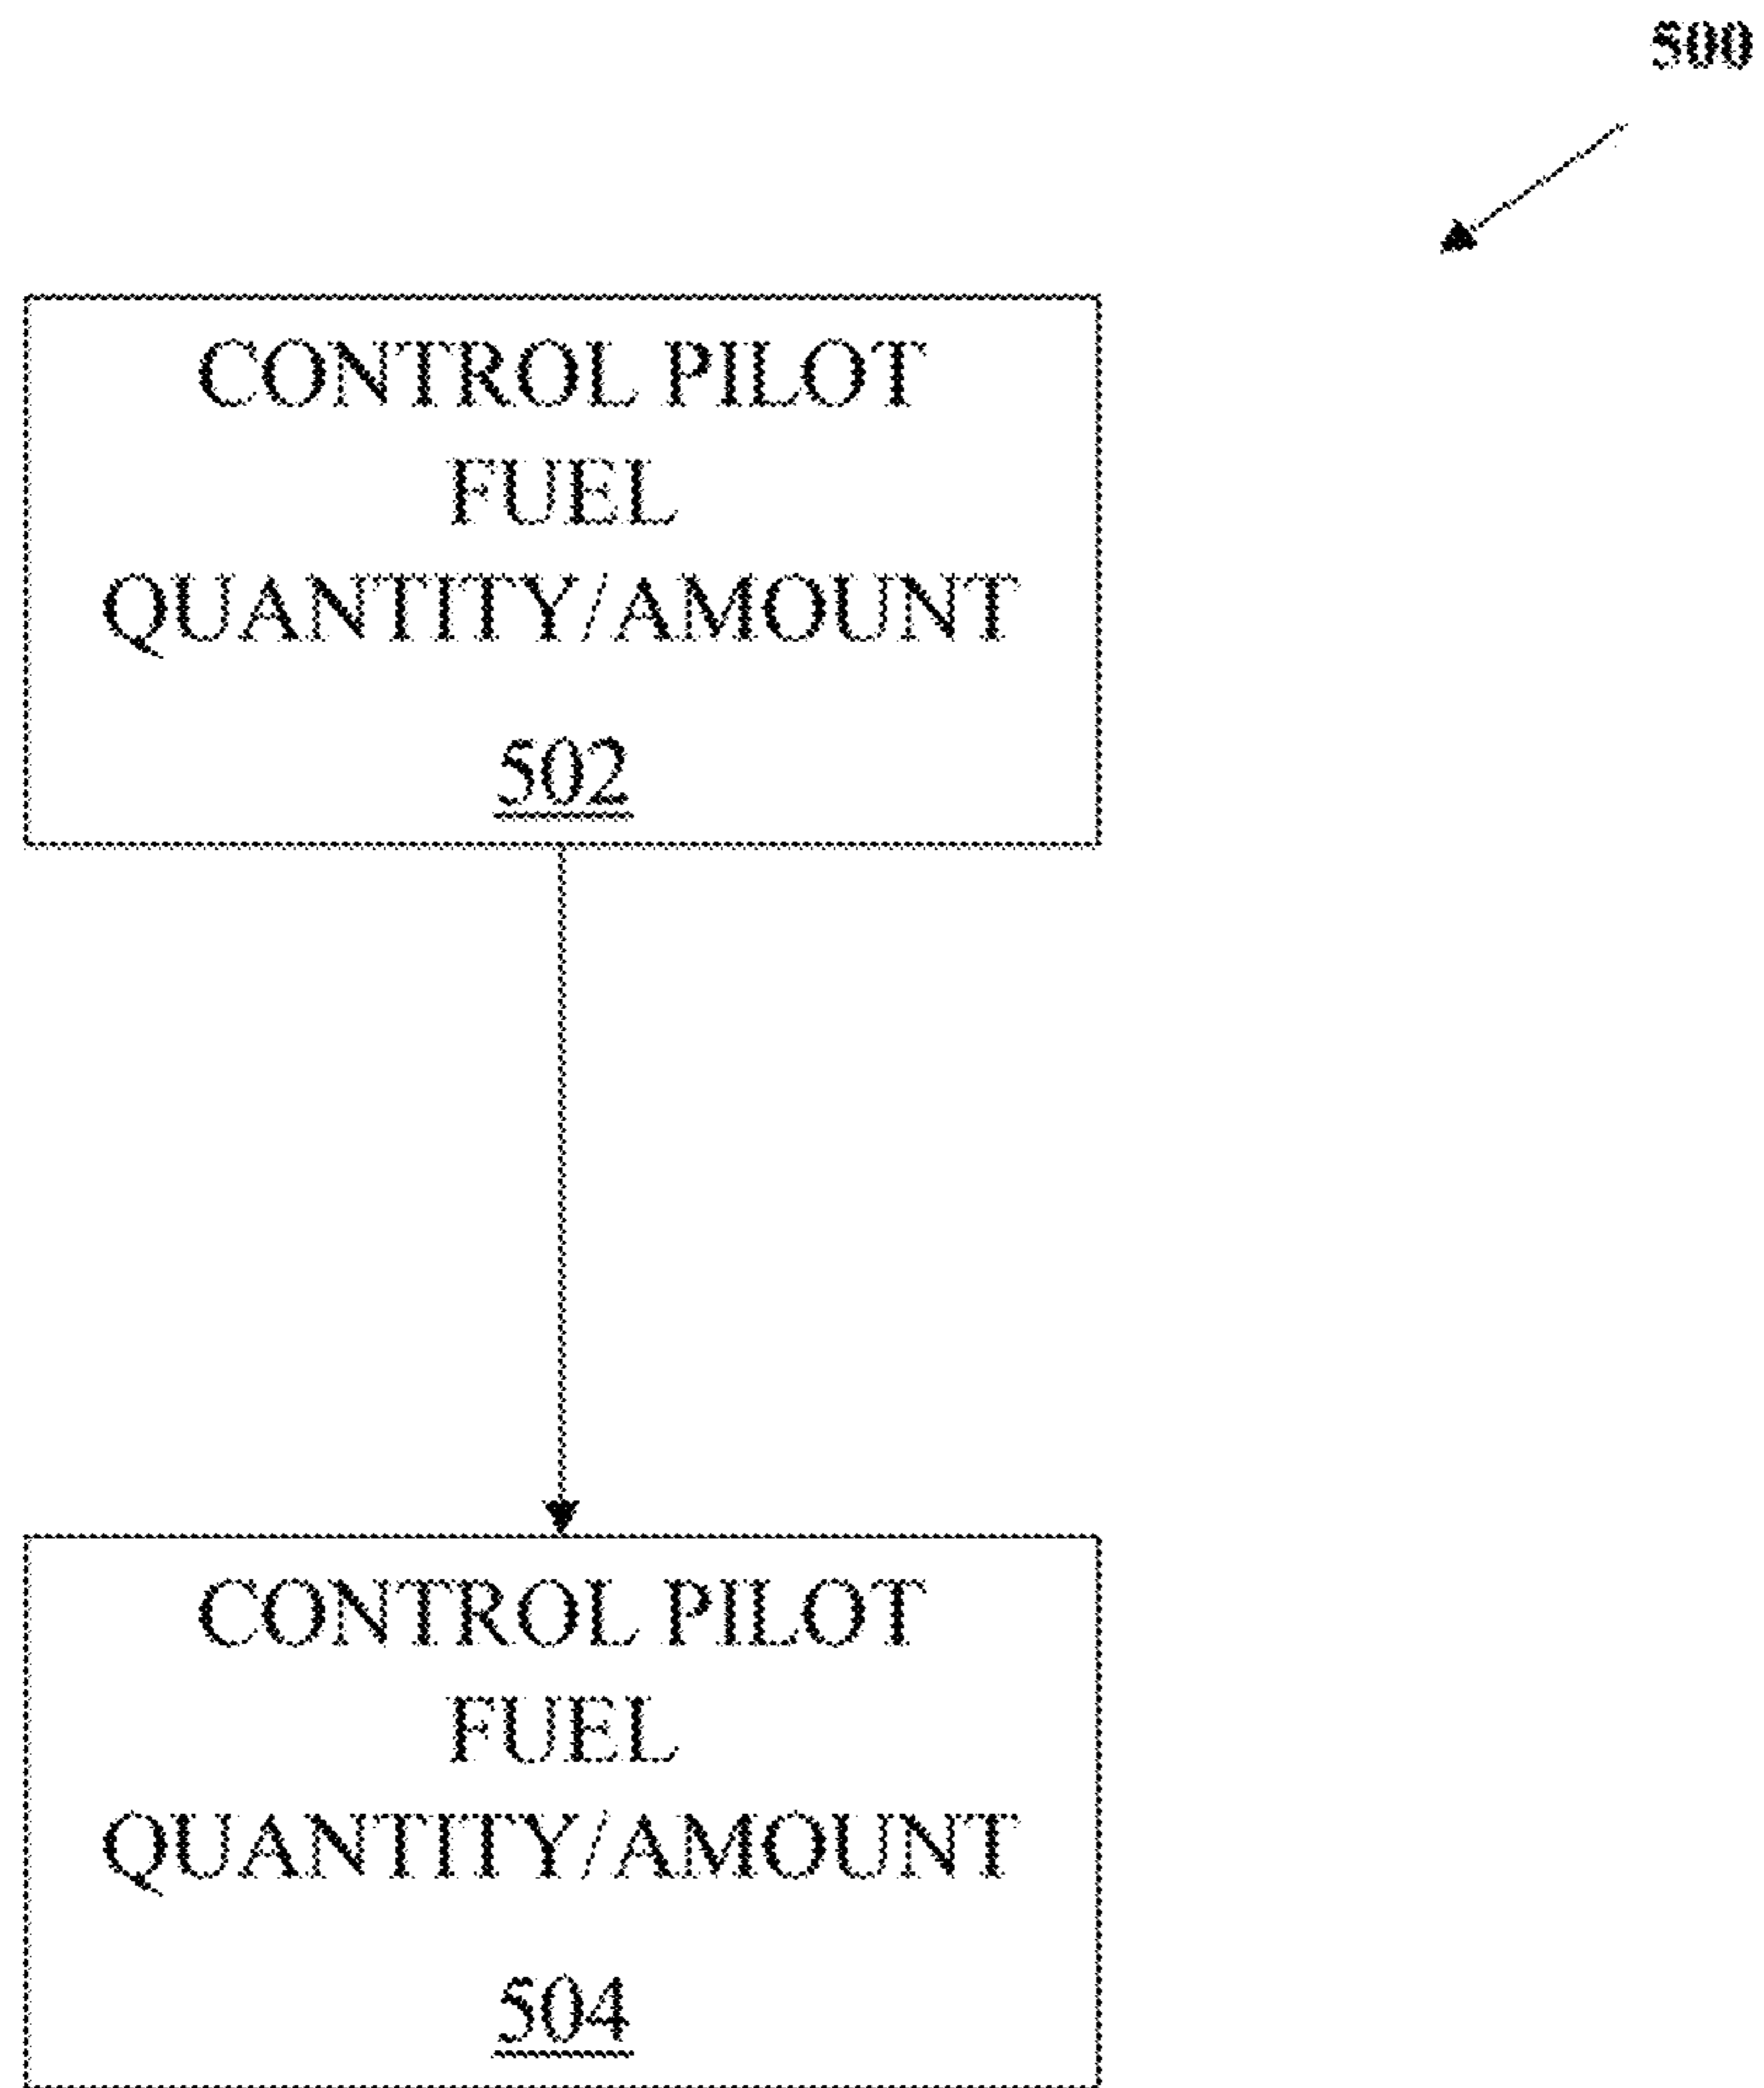 500
CONTROL PILOT
FUEL
QUANTITY/AMOUNT
502
CONTROL PILOT
FUEL
QUANTITY/AMOUNT
504